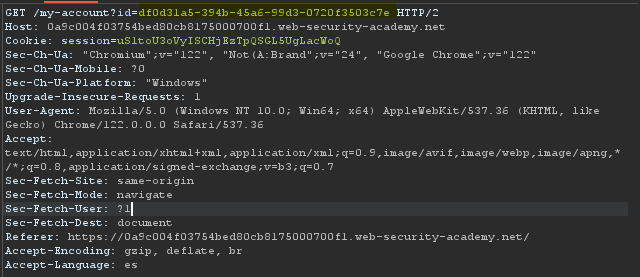 GET /my-account?id=df0d31a5-394b-45a6-99d3-0720f3503c7e HTTP/2
Host: 0a9c004f03754bed80cb8175000700f1.web-security-academy.net
Cookie: session=uSltoU3oVyISCHjEzTpQSGL5UgLacWoQ
Sec-Ch-Ua: "Chromium";v="122", "Not(A:Brand";v="24", "Google Chrome";v="122"
Sec-Ch-Ua-Mobile: ?0
Sec-Ch-Ua-Platform: "Windows"
Upgrade-Insecure-Requests: 1
User-Agent: Mozilla/5.0 (Windows NT 10.0; Win64; x64) AppleWebKit/537.36 (KHTML, like
Gecko) Chrome/122.0.0.0 Safari/537.36
Accept:
text/html,application/xhtml+xml,application/xml;q=0.9,image/avif,image/webp,image/apng,*
/*;q=0.8,application/signed-exchange;v=b3;q=0.7
Sec-Fetch-Site: same-origin
Sec-Fetch-Mode: navigate
Sec-Fetch-User: ?1
Sec-Fetch-Dest: document
Referer: https://0a9c004f03754bed80cb8175000700f1.web-security-academy.net/
Accept-Encoding: gzip, deflate, br
Accept-Language: es